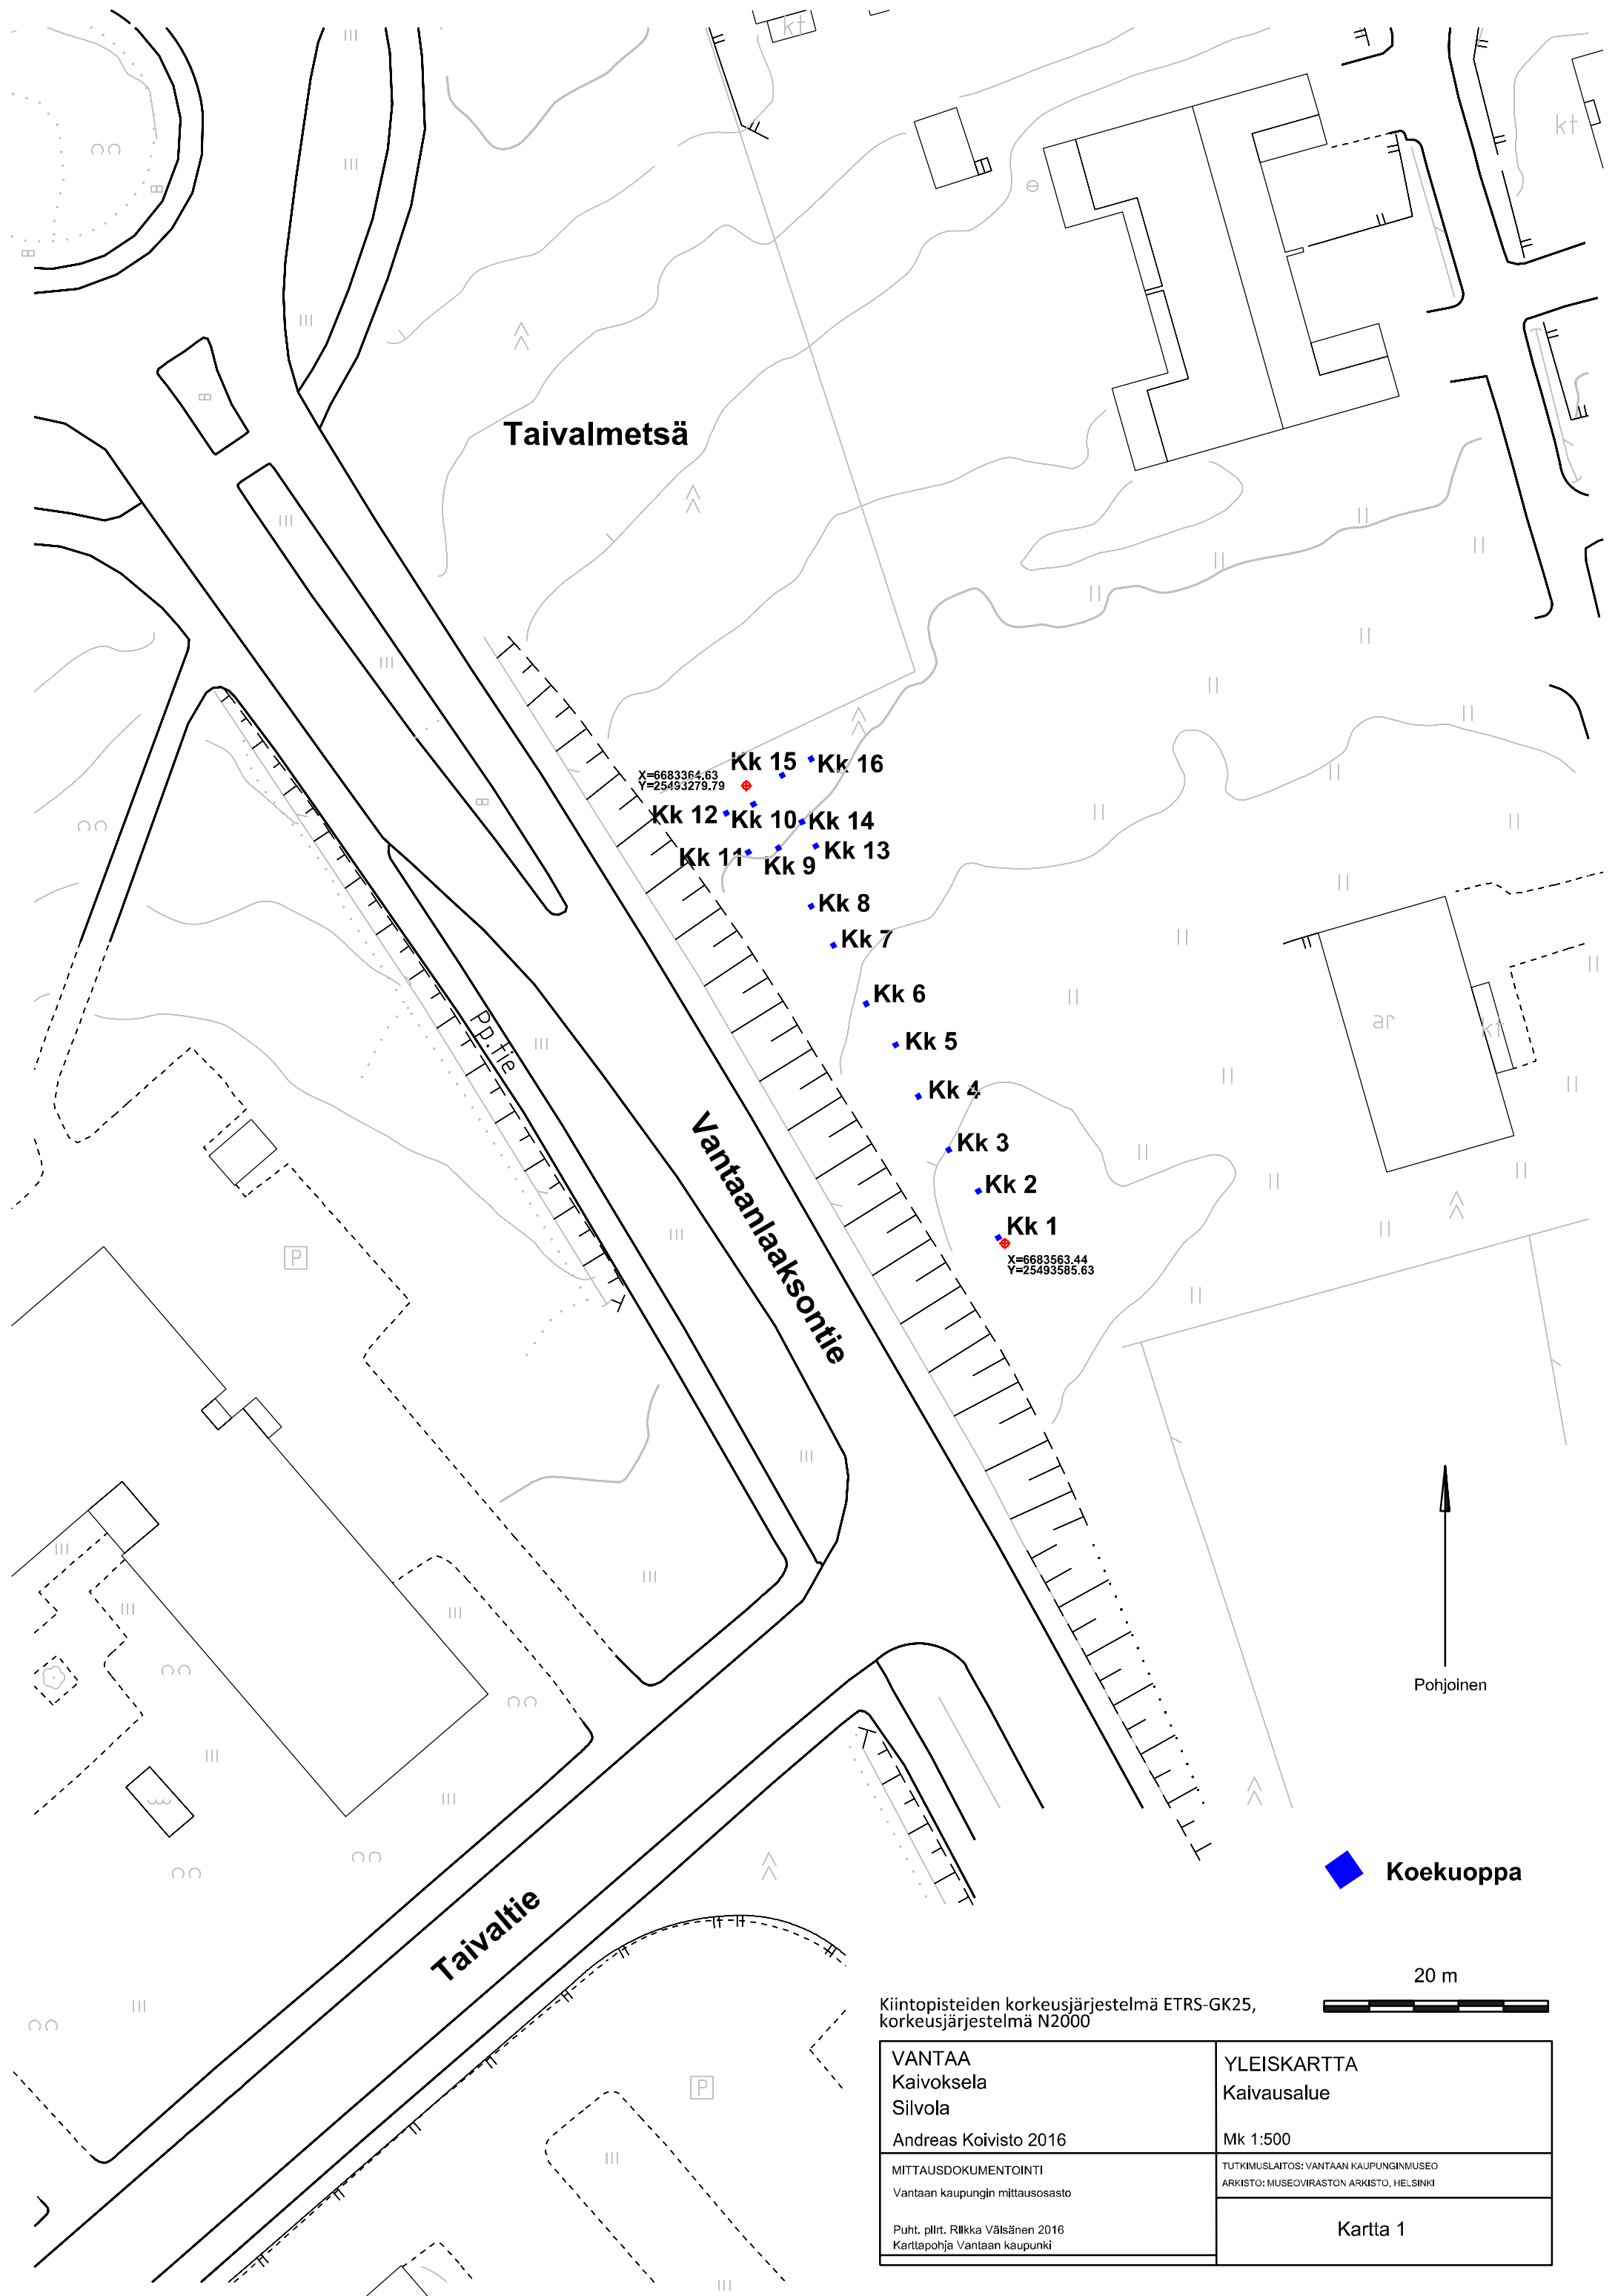 kt
kt
Taivalmetsä
Kk 15
Kk 16
X=6683364.63
Y=25493279.79
Kk 12
Kk 10
Kk 14
Kk 11
Kk 9
Kk 13
Kk 8
Kk 7
Kk 6
Kk 5
Kk 4
Kk 3
Kk 2
Kk 1
X=6683563.44
Y=25493585.63
ar
kt
Pp.tie
Vantaanlaaksontie
P
Pohjoinen
Koekuoppa
Taivaltie
P
20 m
Kiintopisteiden korkeusjärjestelmä ETRS-GK25,
korkeusjärjestelmä N2000
VANTAA
Kaivoksela
Silvola
Andreas Koivisto 2016
YLEISKARTTA
Kaivausalue
Mk 1:500
MITTAUSDOKUMENTOINTI
Vantaan kaupungin mittausosasto
Puht. piirt. Riikka Väisänen 2016
Karttapohja Vantaan kaupunki
TUTKIMUSLAITOS: VANTAAN KAUPUNGINMUSEO
ARKISTO: MUSEOVIRASTON ARKISTO, HELSINKI
Kartta 1